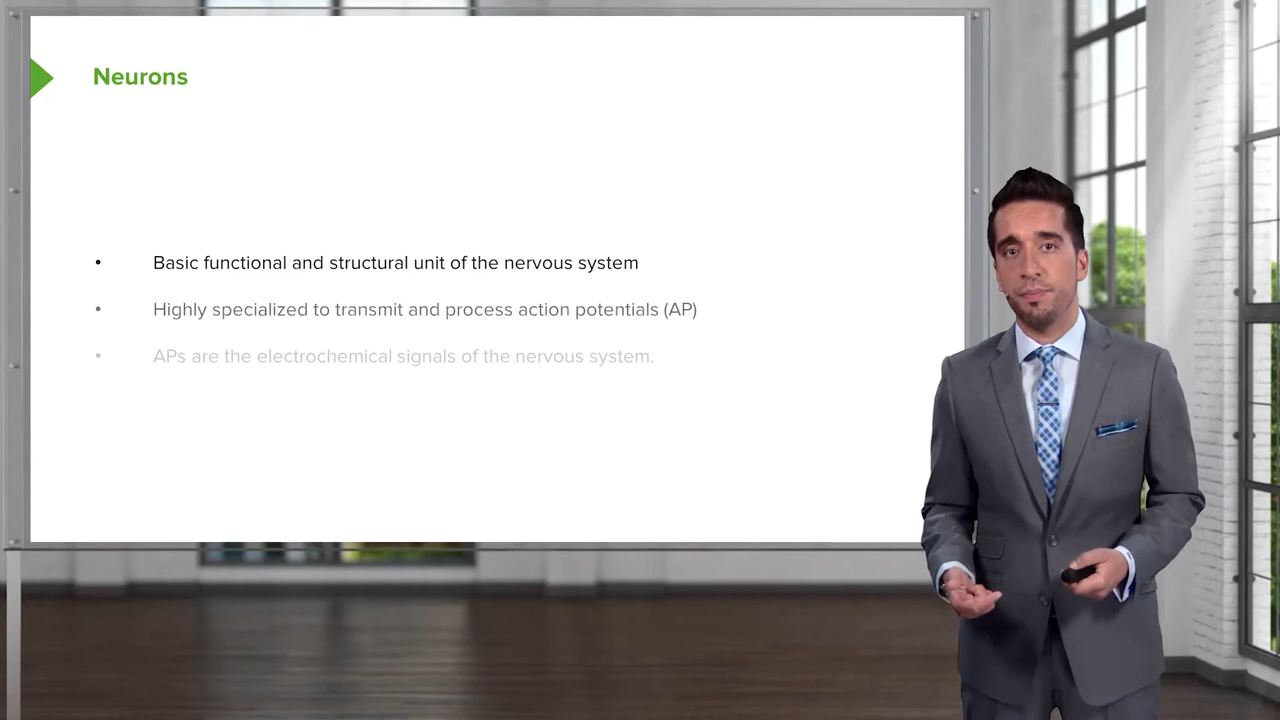 Neurons
• Basic functional and structural unit of the nervous system
• Highly specialized to transmit and process action potentials (AP)
• APs are the electrochemical signals of the nervous system.